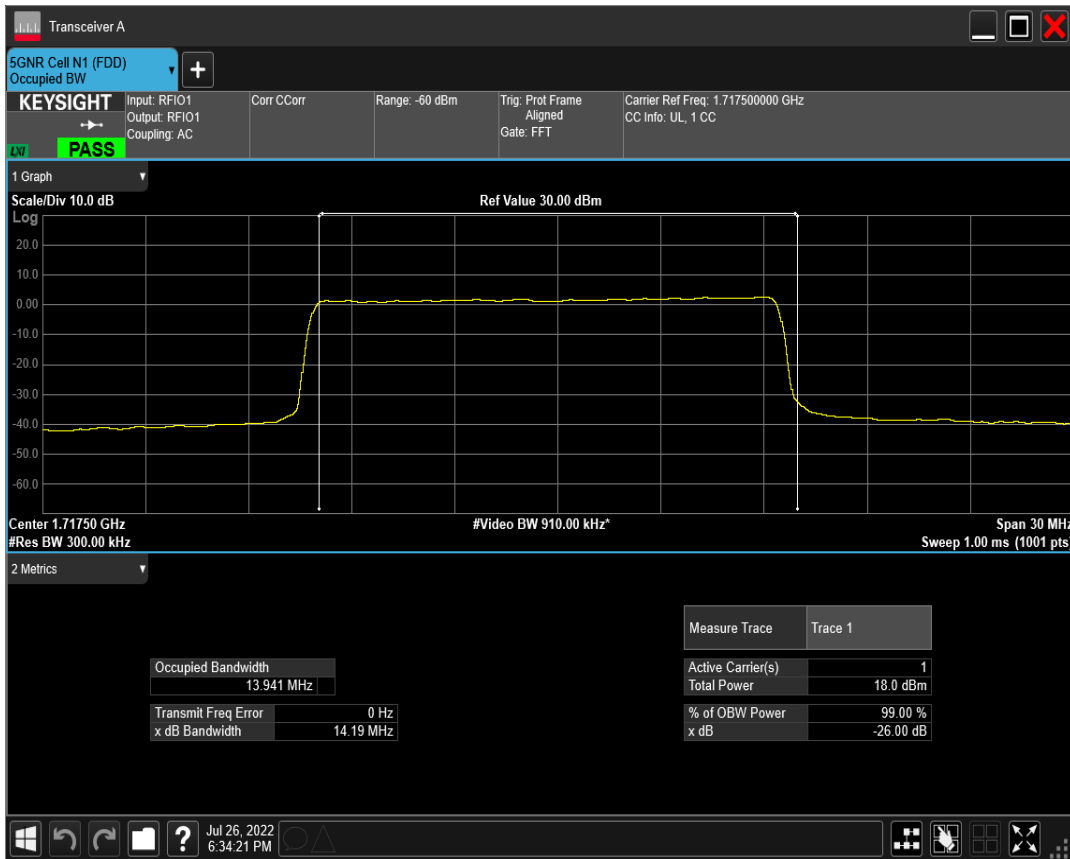 Transceiver A
5GNR Cell N1 (FDD)
Occupied BW
+
KEYSIGHT
LXI
PASS
Input: RFIO1
Output: RFIO1
Coupling: AC
Corr CCorr
Range: -60 dBm
Trig: Prot Frame
Aligned
Gate: FFT
Carrier Ref Freq: 1.717500000 GHz
CC Info: UL, 1 CC
1 Graph
Scale/Div 10.0 dB
Ref Value 30.00 dBm
Log
20.0
10.0
0.00
-10.0
-20.0
-30.0
-40.0
-50.0
-60.0
Center 1.71750 GHz
#Video BW 910.00 kHz*
Span 30 MHz
#Res BW 300.00 kHz
Sweep 1.00 ms (1001 pts)
2 Metrics
Measure Trace Trace 1
Occupied Bandwidth
13.941 MHz
Active Carrier(s) 1
Total Power 18.0 dBm
Transmit Freq Error 0 Hz
x dB Bandwidth 14.19 MHz
% of OBW Power 99.00 %
x dB -26.00 dB
?
Jul 26, 2022
6:34:21 PM